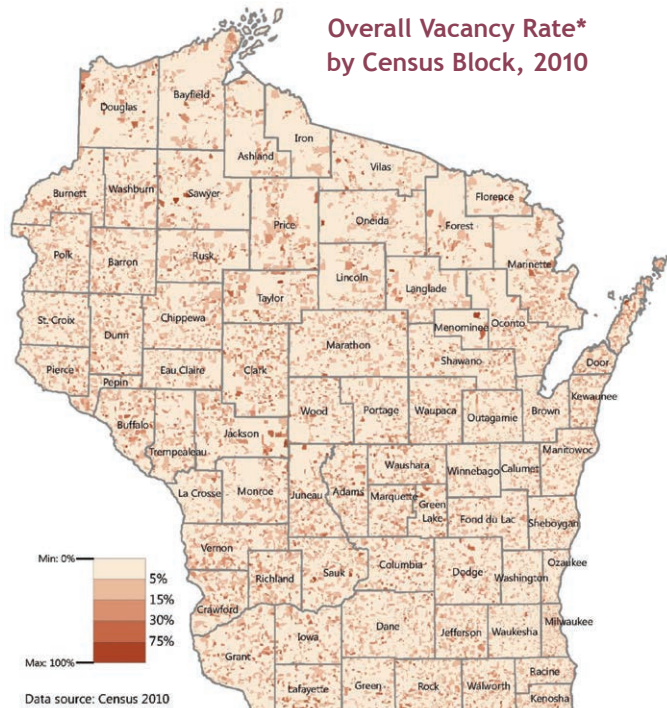 Overall Vacancy Rate*
by Census Block, 2010
Douglas
Bayfield
Ashland
Iron
Vilas
Burnett
Washburn
Sawyer
Price
Oneida
Forest
Florence
Polk
Barron
Rusk
Lincoln
Langlade
Marinette
Taylor
St. Croix
Dunn
Chippewa
Menominee
Oconto
Marathon
Shawano
Door
Pierce
Pepin
Eau Claire
Clark
Kewaunee
Buffalo
Trempealeau
Jackson
Wood
Portage
Waupaca
Outagamie
Brown
Manitowoc
La Crosse
Monroe
Juneau
Adams
Waushara
Winnebago
Calumet
Marquette
Green
Lake
Fond du Lac
Sheboygan
Vernon
Richland
Sauk
Columbia
Dodge
Washington
Ozaukee
Crawford
Iowa
Dane
Jefferson
Waukesha
Milwaukee
Grant
Lafayette
Green
Rock
Walworth
Racine
Kenosha
Min: 0%
5%
15%
30%
75%
Max: 100%
Data source: Census 2010